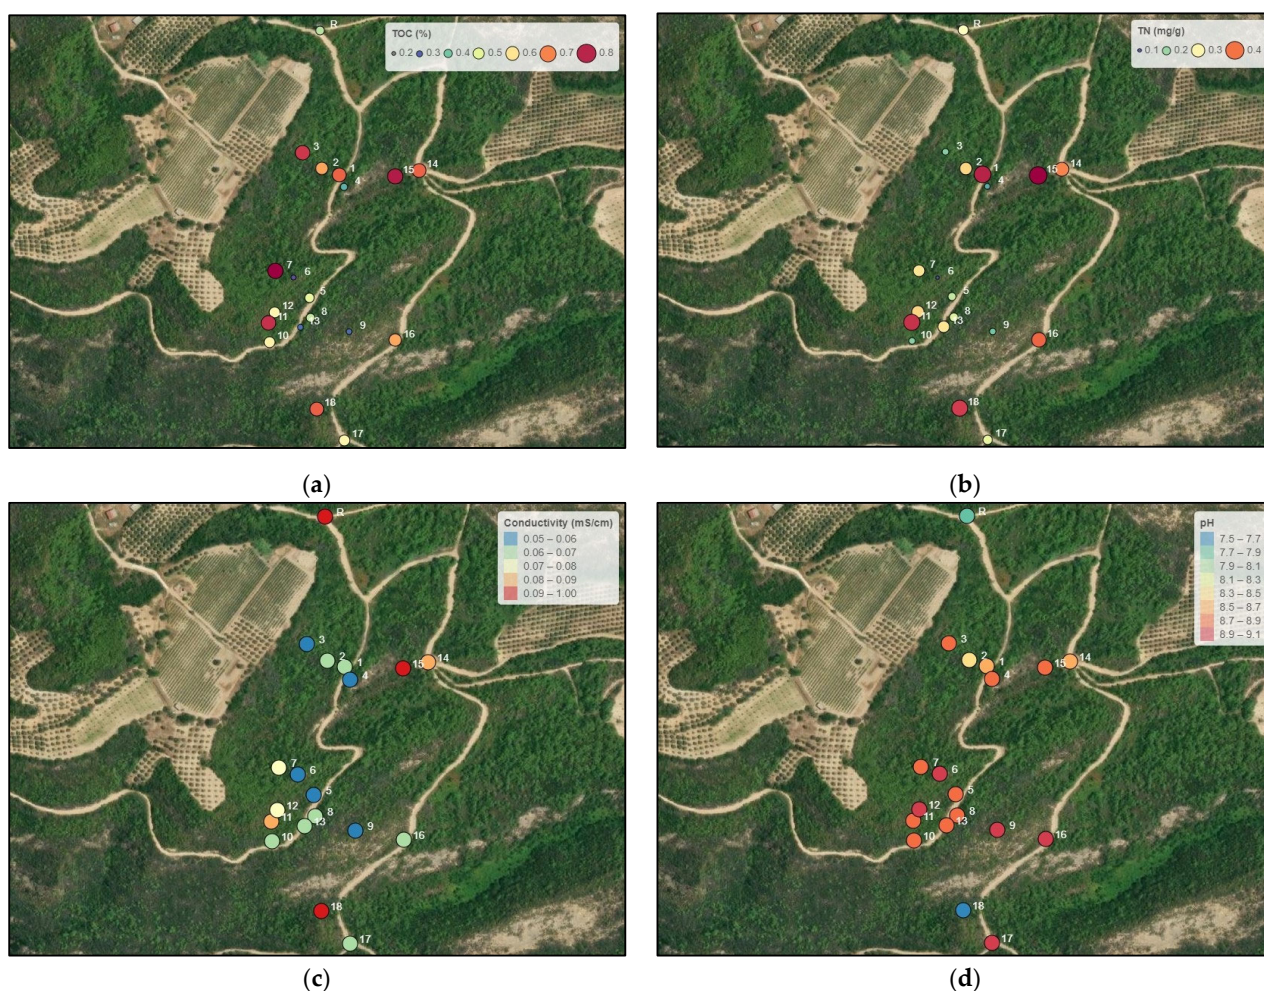 R
TOC (%)
0.2 0.3 0.4 0.5 0.6 0.7 0.8
3
2
1
4
15
14
7
6
5
12
11
8
13
9
10
16
18
17
(a)
R
TN (mg/g)
0.1 0.2 0.3 0.4
3
2
1
4
15
14
7
6
5
12
11
8
13
9
10
16
18
17
(b)
R
Conductivity (mS/cm)
0.05 – 0.06
0.06 – 0.07
0.07 – 0.08
0.08 – 0.09
0.09 – 1.00
3
2
1
4
15
14
7
6
5
12
11
8
13
9
10
16
18
17
(c)
R
pH
7.5 – 7.7
7.7 – 7.9
7.9 – 8.1
8.1 – 8.3
8.3 – 8.5
8.5 – 8.7
8.7 – 8.9
8.9 – 9.1
3
2
1
4
15
14
7
6
5
12
11
8
13
9
10
16
18
17
(d)